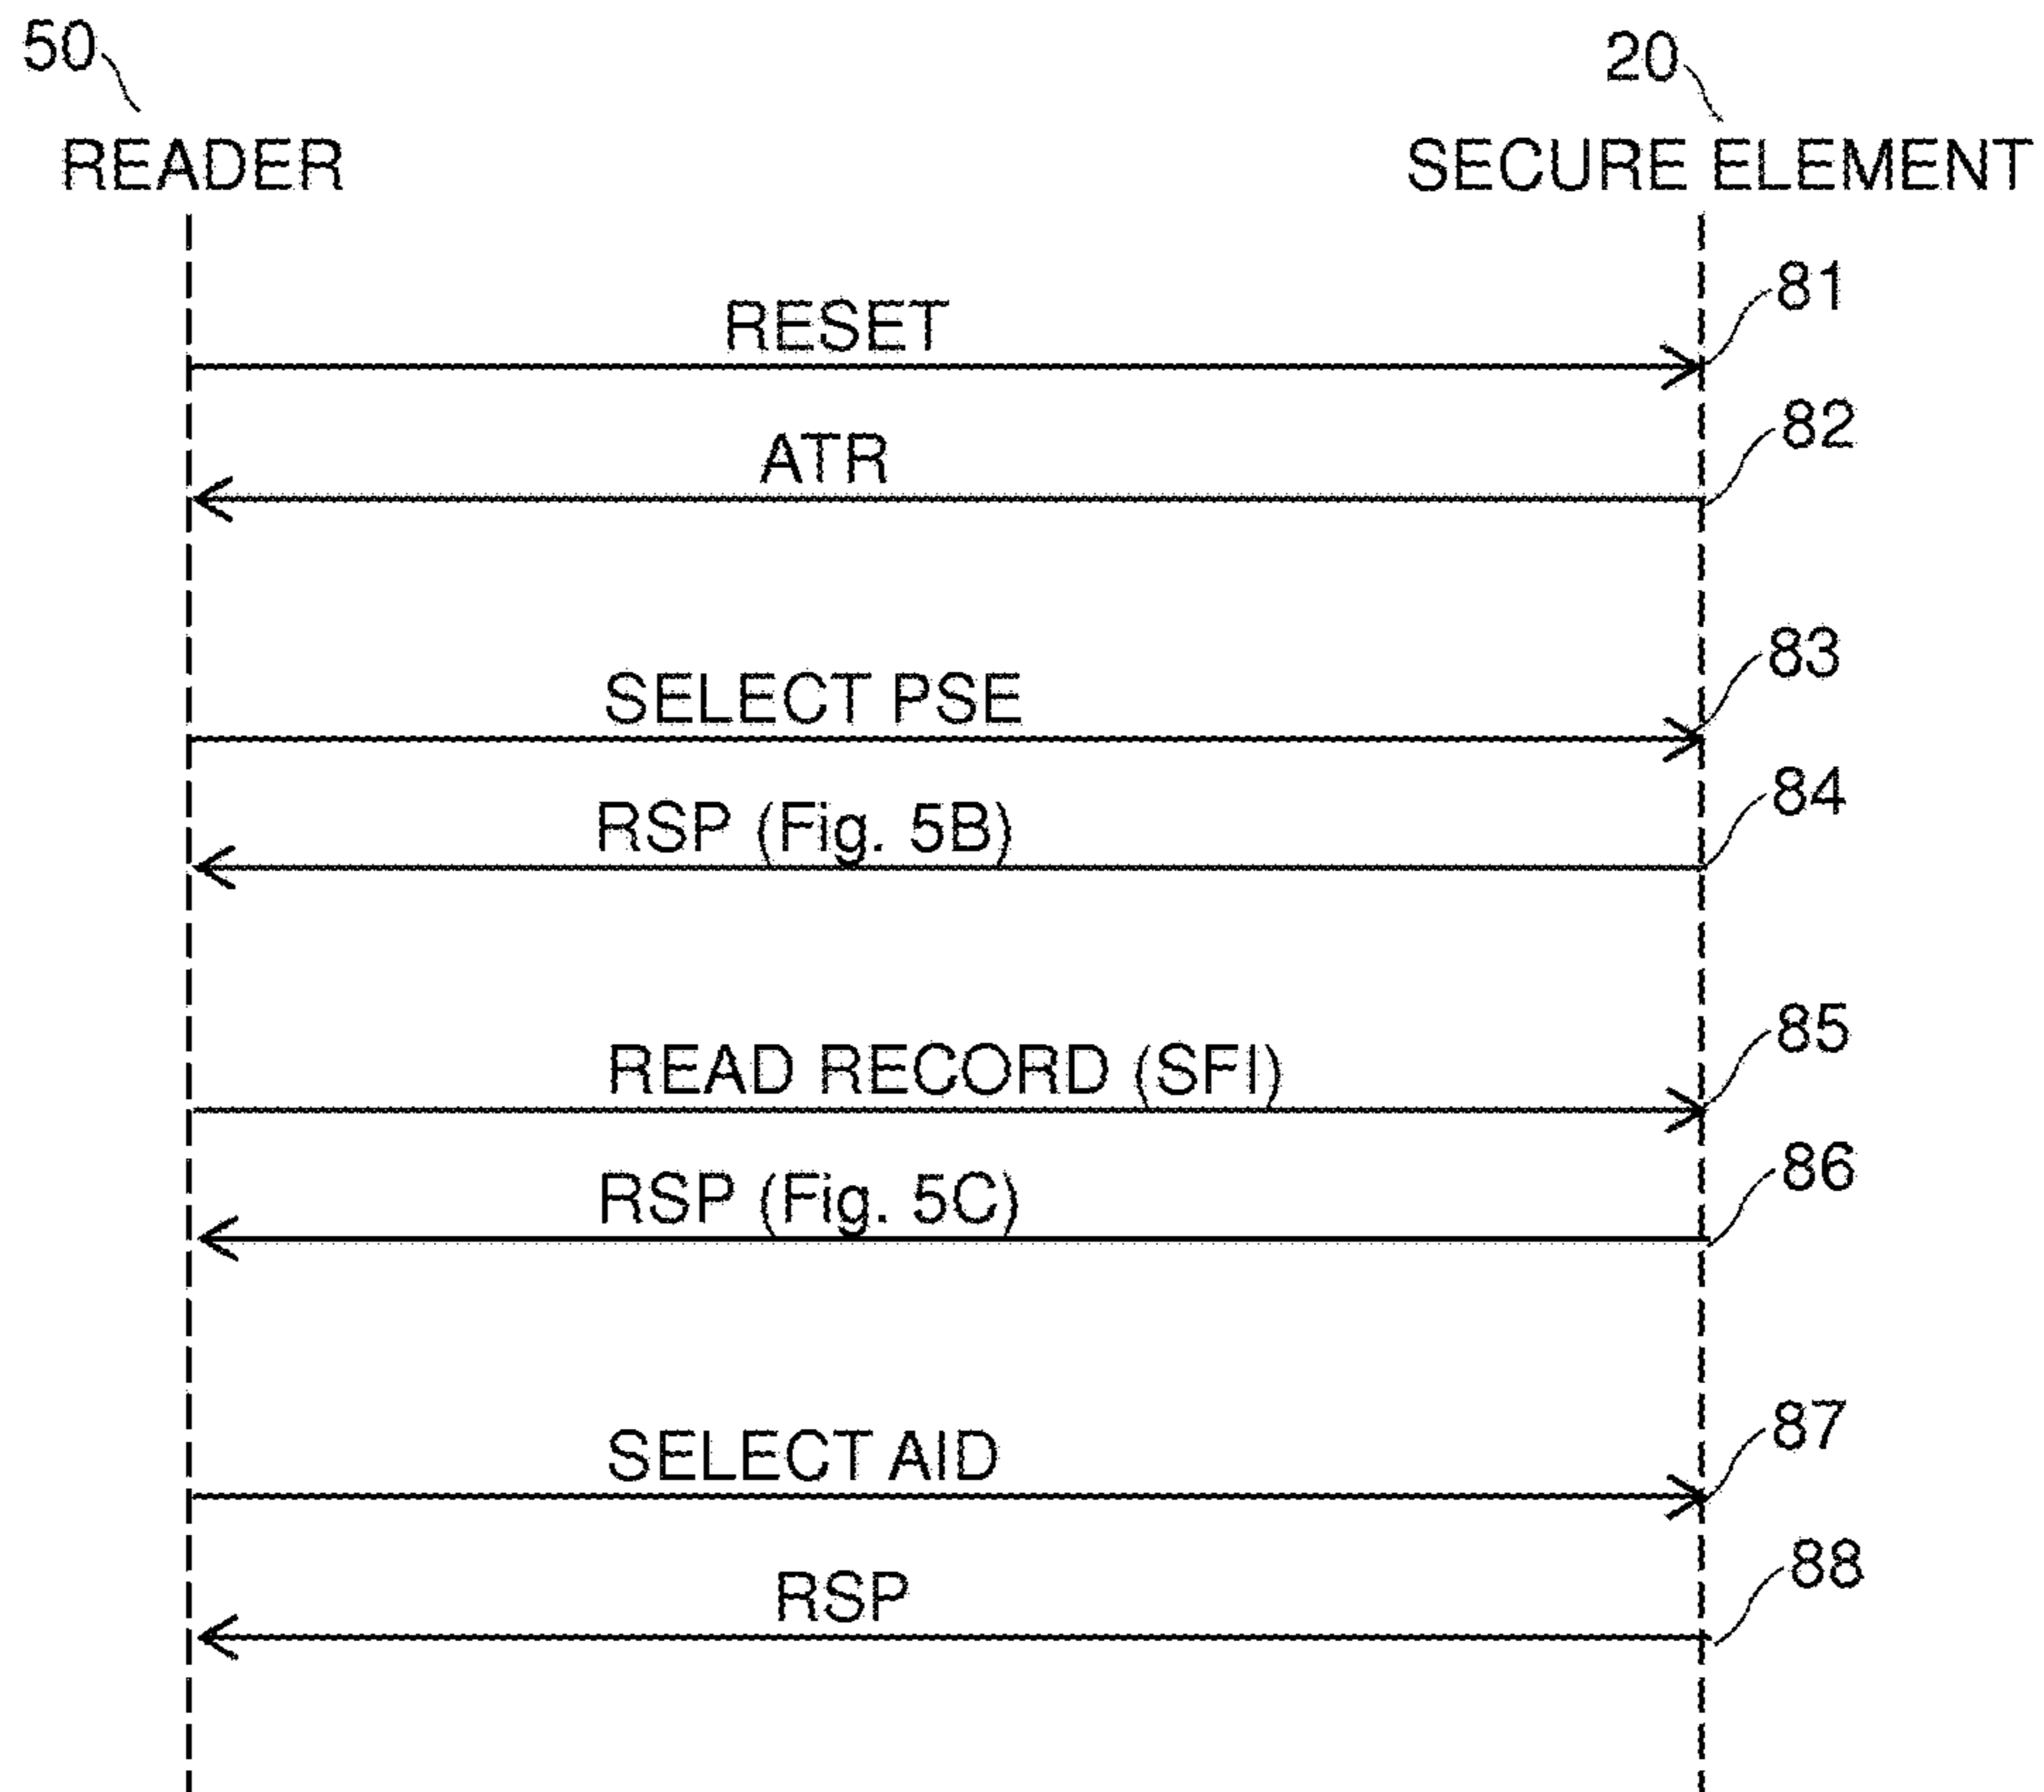 50
20
READER
SECURE ELEMENT
81
RESET
82
ATR
83
SELECT PSE
84
RSP (Fig. 5B)
85
READ RECORD (SFI)
86
RSP (Fig. 5C)
87
SELECT AID
88
RSP